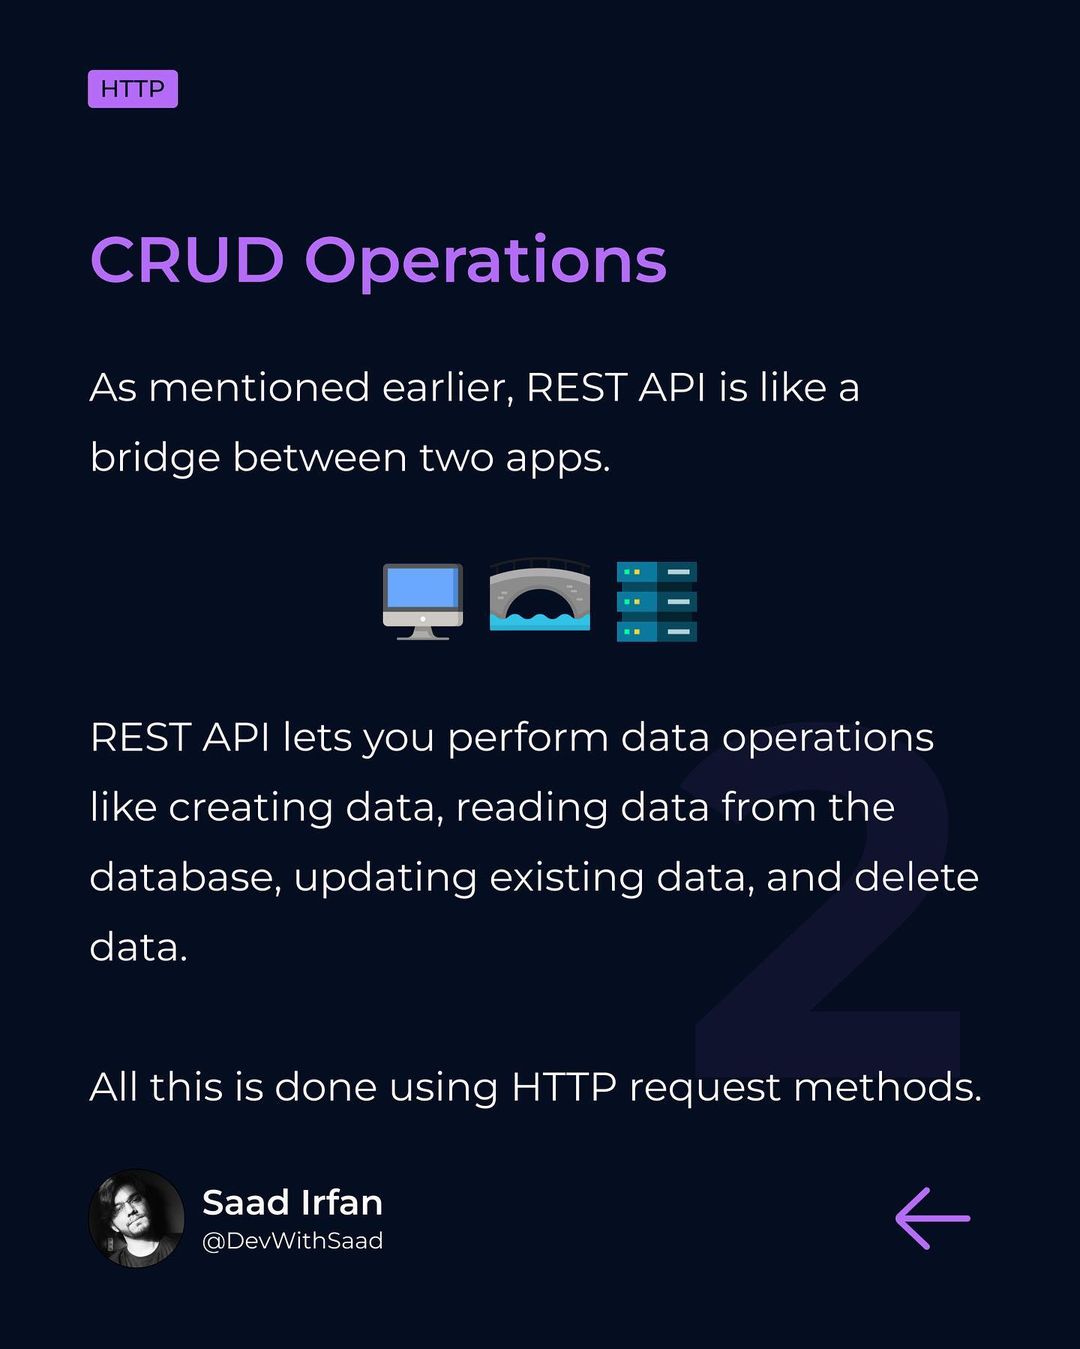 HTTP
CRUD Operations
As mentioned earlier, REST API is like a
bridge between two apps.
REST API lets you perform data operations
like creating data, reading data from the
database, updating existing data, and delete
data.
2
All this is done using HTTP request methods.
Saad Irfan
@DevWithSaad